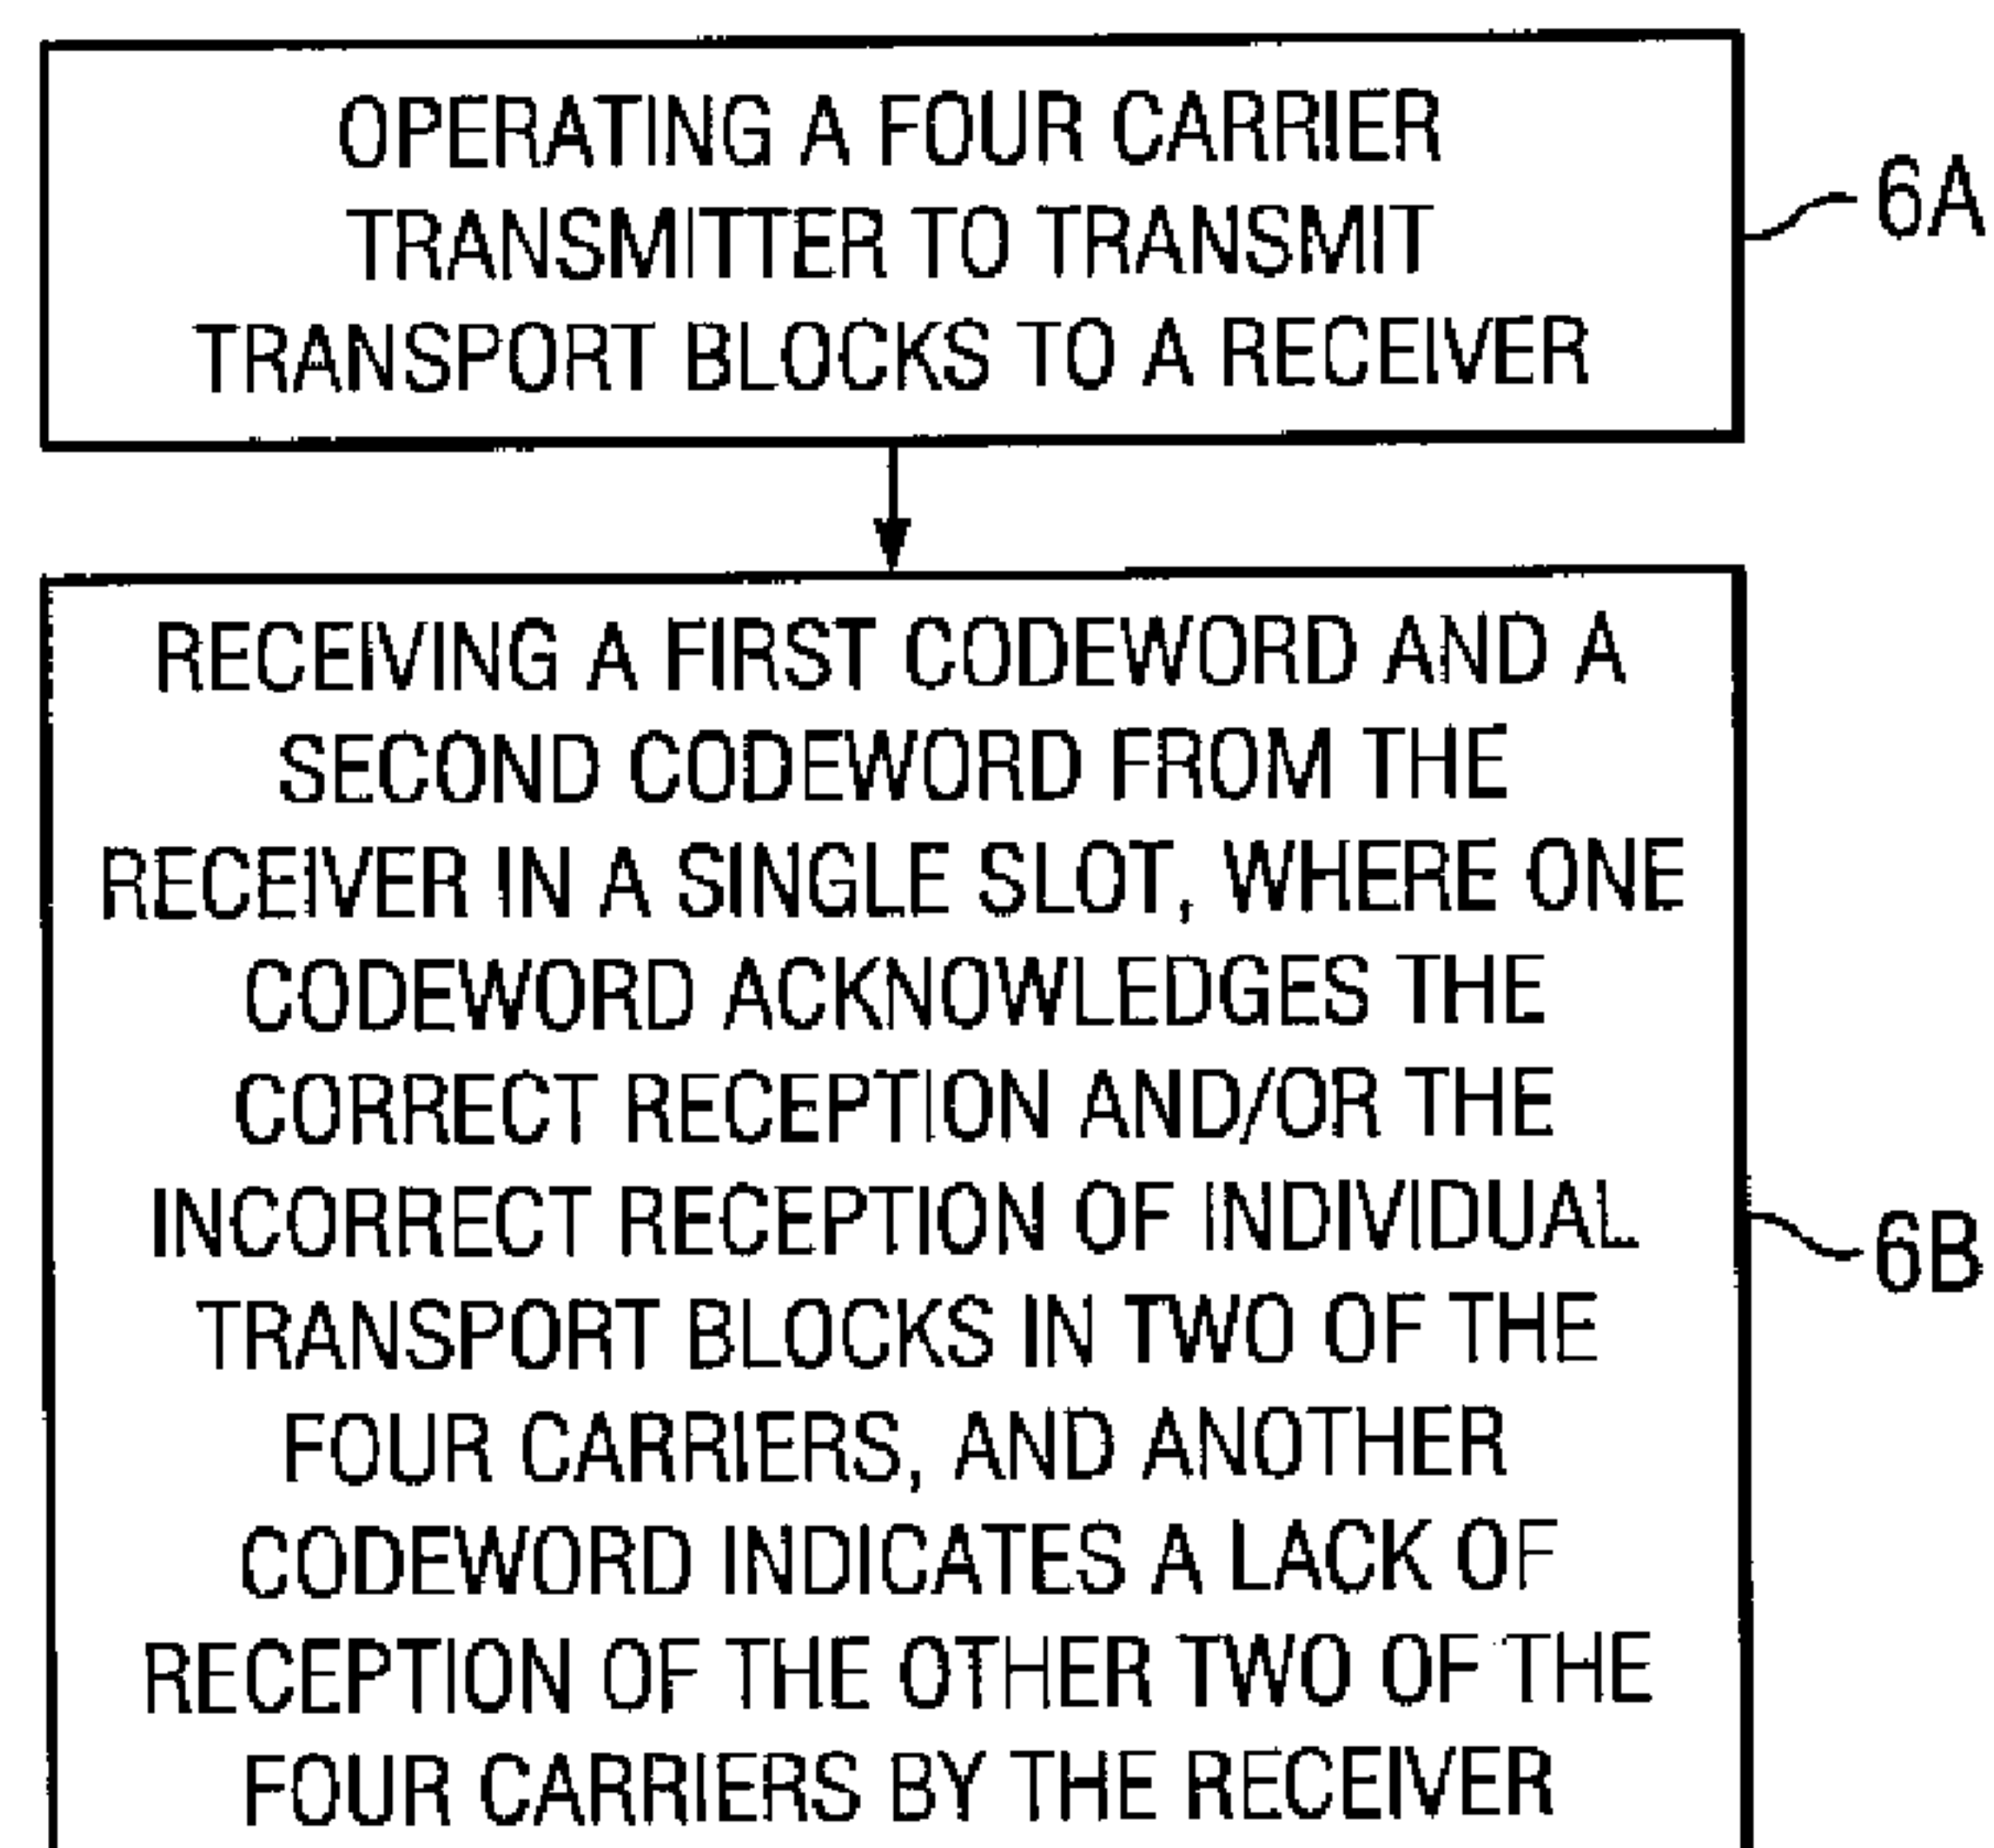 OPERATING A FOUR CARRIER
TRANSMITTER TO TRANSMIT
TRANSPORT BLOCKS TO A RECEIVER
6A
RECEIVING A FIRST CODEWORD AND A
SECOND CODEWORD FROM THE
RECEIVER IN A SINGLE SLOT, WHERE ONE
CODEWORD ACKNOWLEDGES THE
CORRECT RECEPTION AND/OR THE
INCORRECT RECEPTION OF INDIVIDUAL
TRANSPORT BLOCKS IN TWO OF THE
FOUR CARRIERS, AND ANOTHER
CODEWORD INDICATES A LACK OF
RECEPTION OF THE OTHER TWO OF THE
FOUR CARRIERS BY THE RECEIVER
6B